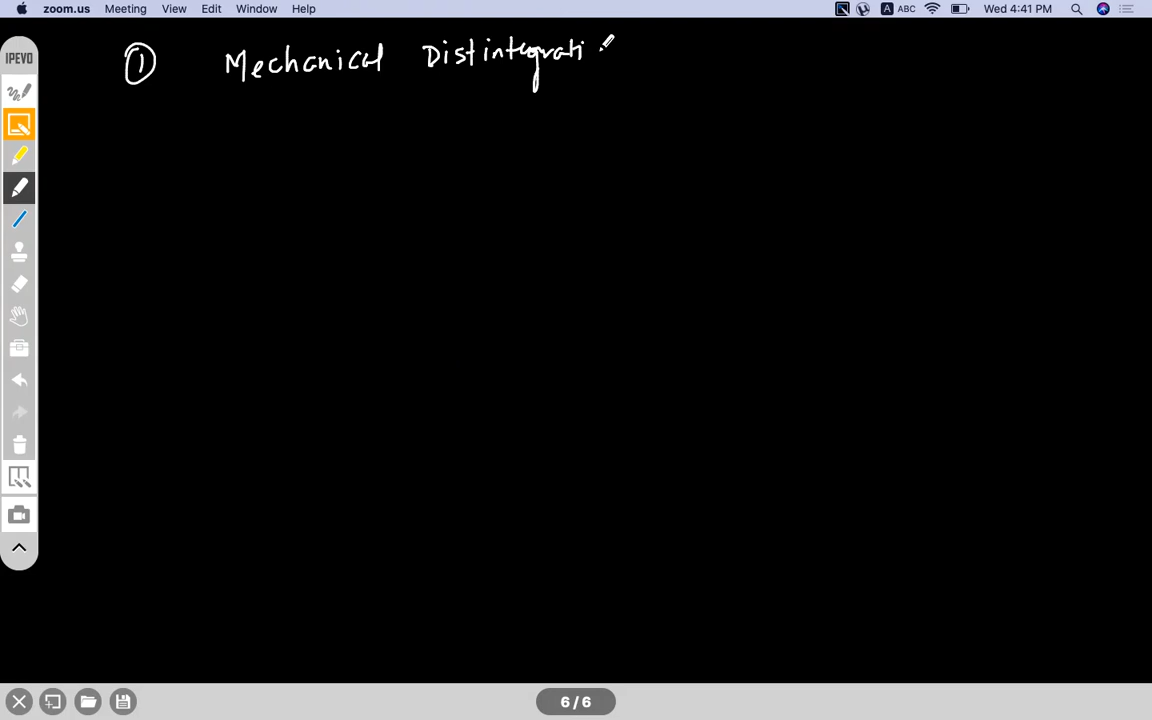 zoom.us Meeting View Edit Window Help A ABC Wed 4:41 PM
IPEVO
① Mechanical Distintegrati
6 / 6